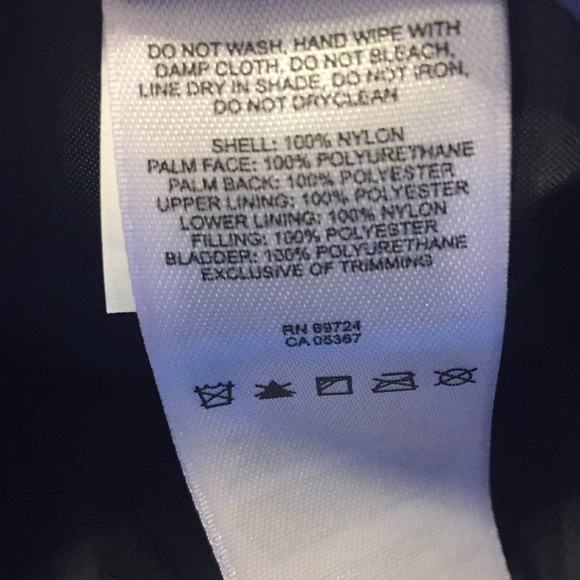 DO NOT WASH, HAND WIPE WITH
DAMP CLOTH, DO NOT BLEACH,
LINE DRY IN SHADE, DO NOT IRON,
DO NOT DRYCLEAN
SHELL: 100% NYLON
PALM FACE: 100% POLYURETHANE
PALM BACK: 100% POLYESTER
UPPER LINING: 100% POLYESTER
LOWER LINING: 100% NYLON
FILLING: 100% POLYESTER
BLADDER: 100% POLYURETHANE
EXCLUSIVE OF TRIMMING
RN 69724
CA 05367